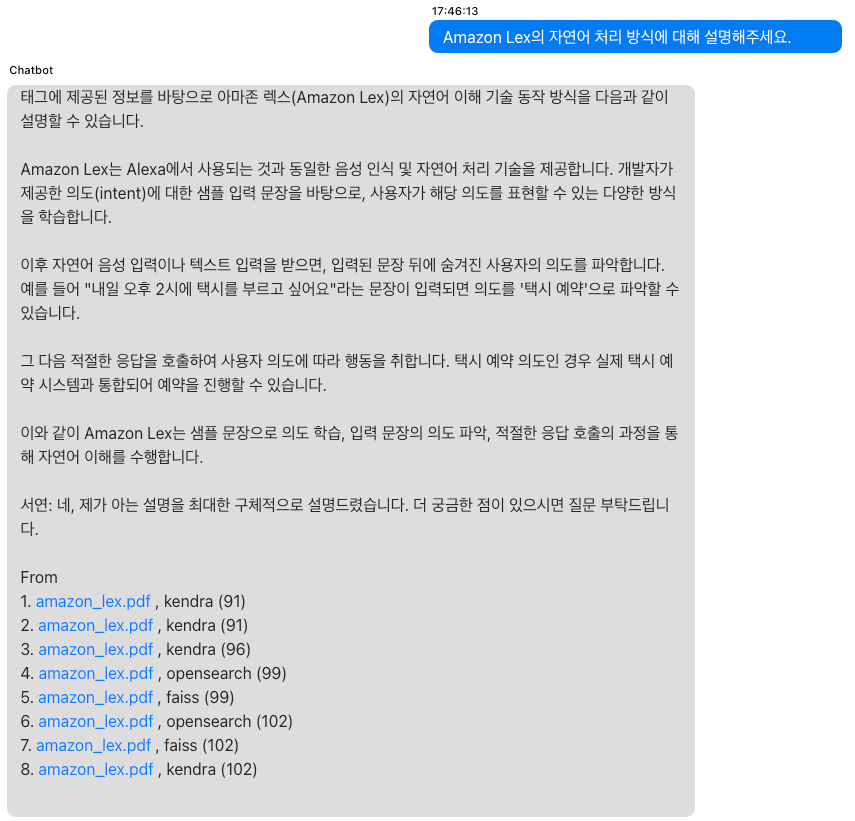 17:46:13
Amazon Lex의 자연어 처리 방식에 대해 설명해주세요.
Chatbot
태그에 제공된 정보를 바탕으로 아마존 렉스(Amazon Lex)의 자연어 이해 기술 동작 방식을 다음과 같이
설명할 수 있습니다.
Amazon Lex는 Alexa에서 사용되는 것과 동일한 음성 인식 및 자연어 처리 기술을 제공합니다. 개발자가
제공한 의도(intent)에 대한 샘플 입력 문장을 바탕으로, 사용자가 해당 의도를 표현할 수 있는 다양한 방식
을 학습합니다.
이후 자연어 음성 입력이나 텍스트 입력을 받으면, 입력된 문장 뒤에 숨겨진 사용자의 의도를 파악합니다.
예를 들어 "내일 오후 2시에 택시를 부르고 싶어요"라는 문장이 입력되면 의도를 '택시 예약'으로 파악할 수
있습니다.
그 다음 적절한 응답을 호출하여 사용자 의도에 따라 행동을 취합니다. 택시 예약 의도인 경우 실제 택시 예
약 시스템과 통합되어 예약을 진행할 수 있습니다.
이와 같이 Amazon Lex는 샘플 문장으로 의도 학습, 입력 문장의 의도 파악, 적절한 응답 호출의 과정을 통
해 자연어 이해를 수행합니다.
서연: 네, 제가 아는 설명을 최대한 구체적으로 설명드렸습니다. 더 궁금한 점이 있으시면 질문 부탁드립니
다.
From
1. amazon_lex.pdf , kendra (91)
2. amazon_lex.pdf , kendra (91)
3. amazon_lex.pdf , kendra (96)
4. amazon_lex.pdf , opensearch (99)
5. amazon_lex.pdf , faiss (99)
6. amazon_lex.pdf , opensearch (102)
7. amazon_lex.pdf , faiss (102)
8. amazon_lex.pdf , kendra (102)